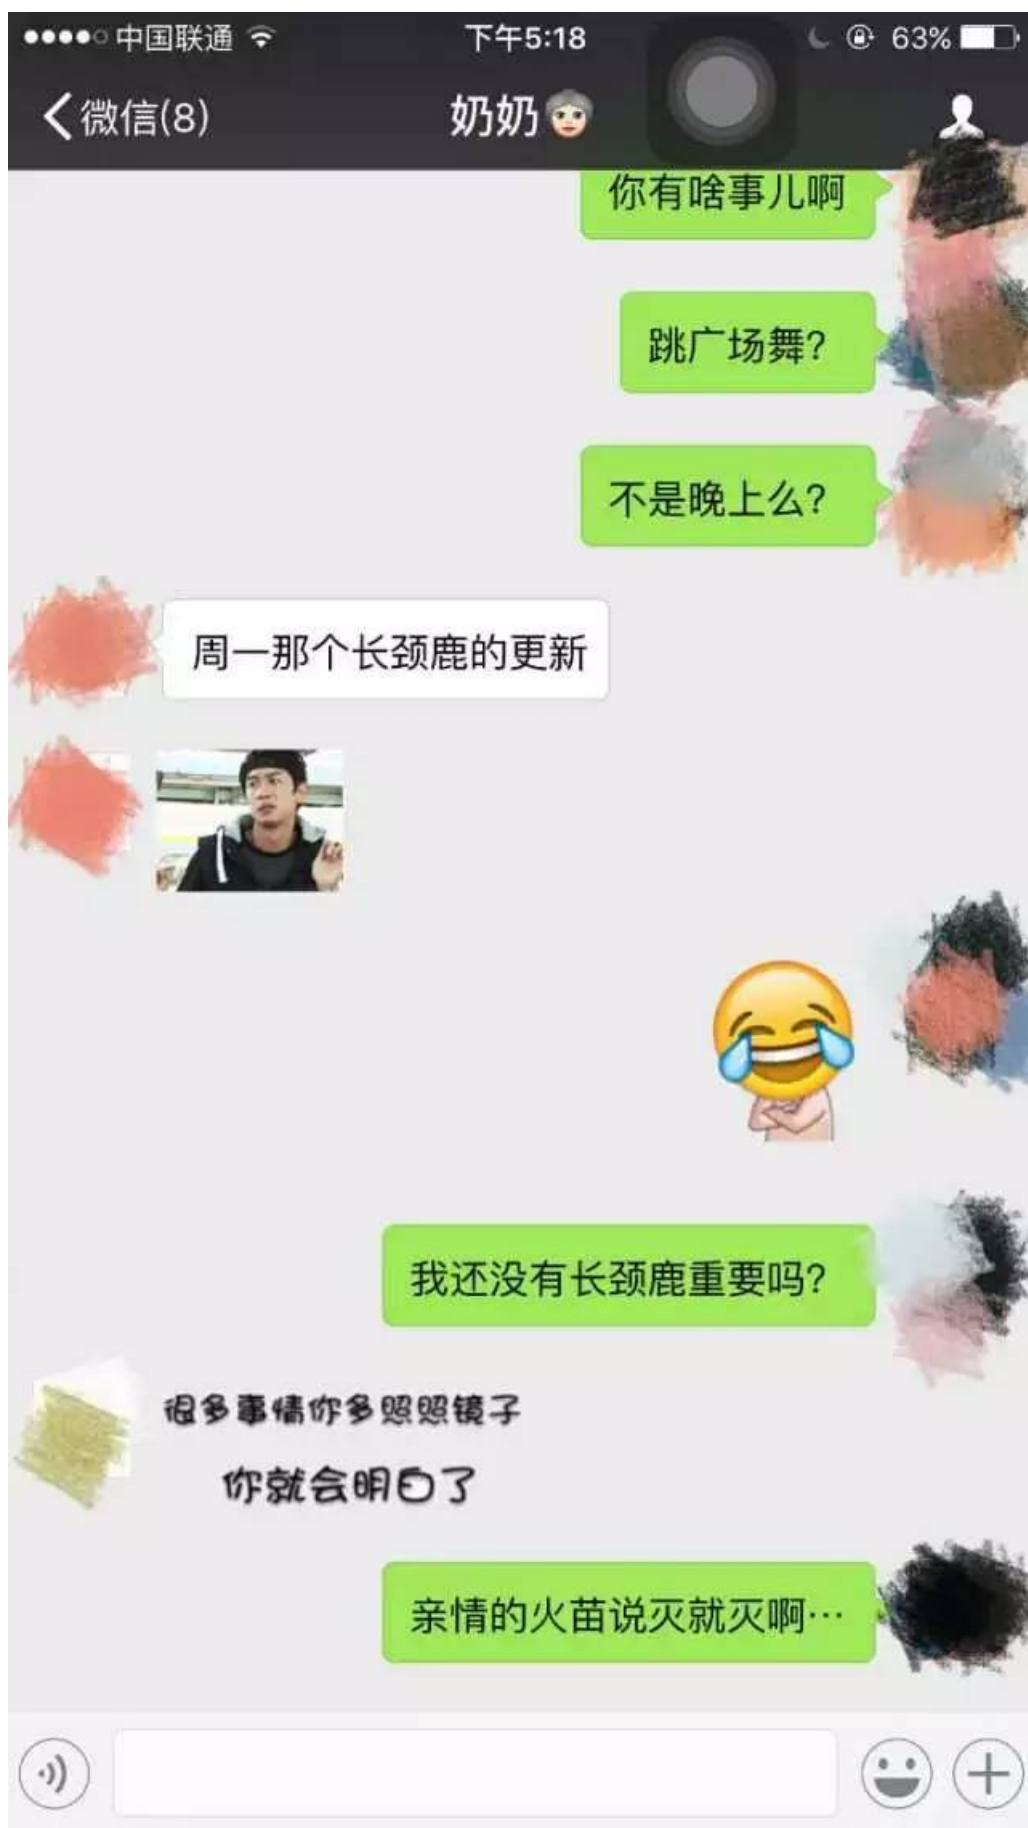 中国联通 下午5:18 63%
微信(8) 奶奶
你有啥事儿啊
跳广场舞?
不是晚上么?
周一那个长颈鹿的更新
我还没有长颈鹿重要吗?
很多事情你多照照镜子
你就会明白了
亲情的火苗说灭就灭啊…